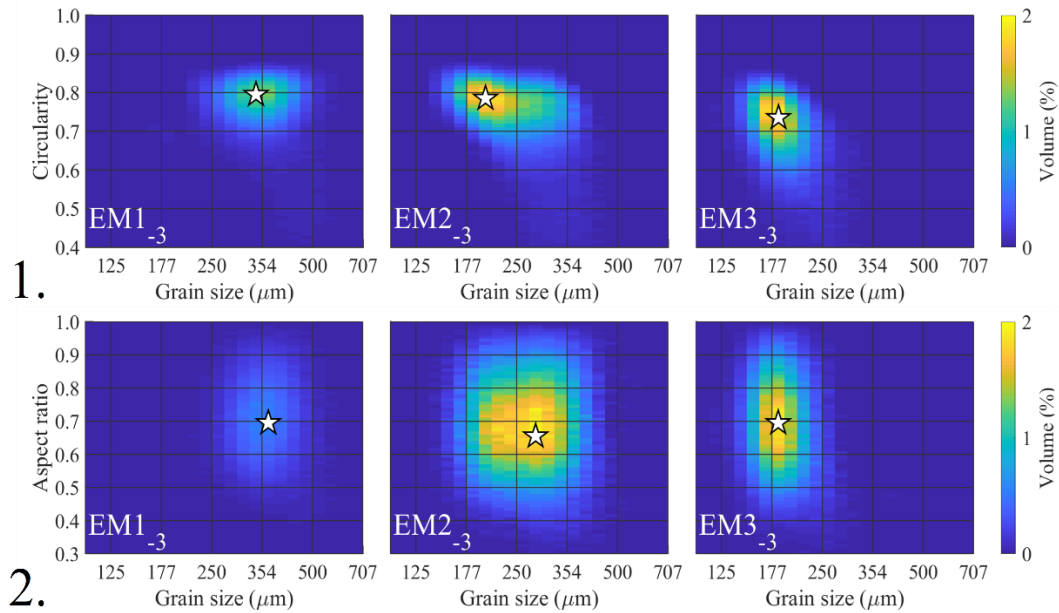 1.0
0.9
0.8
0.7
0.6
0.5
0.4
Circularity
EM1-3
EM2-3
EM3-3
2
1
0
Volume (%)
125 177 250 354 500 707
125 177 250 354 500 707
125 177 250 354 500 707
Grain size (μm)
Grain size (μm)
Grain size (μm)
1.
1.0
0.9
0.8
0.7
0.6
0.5
0.4
0.3
Aspect ratio
EM1-3
EM2-3
EM3-3
2
1
0
Volume (%)
125 177 250 354 500 707
125 177 250 354 500 707
125 177 250 354 500 707
Grain size (μm)
Grain size (μm)
Grain size (μm)
2.